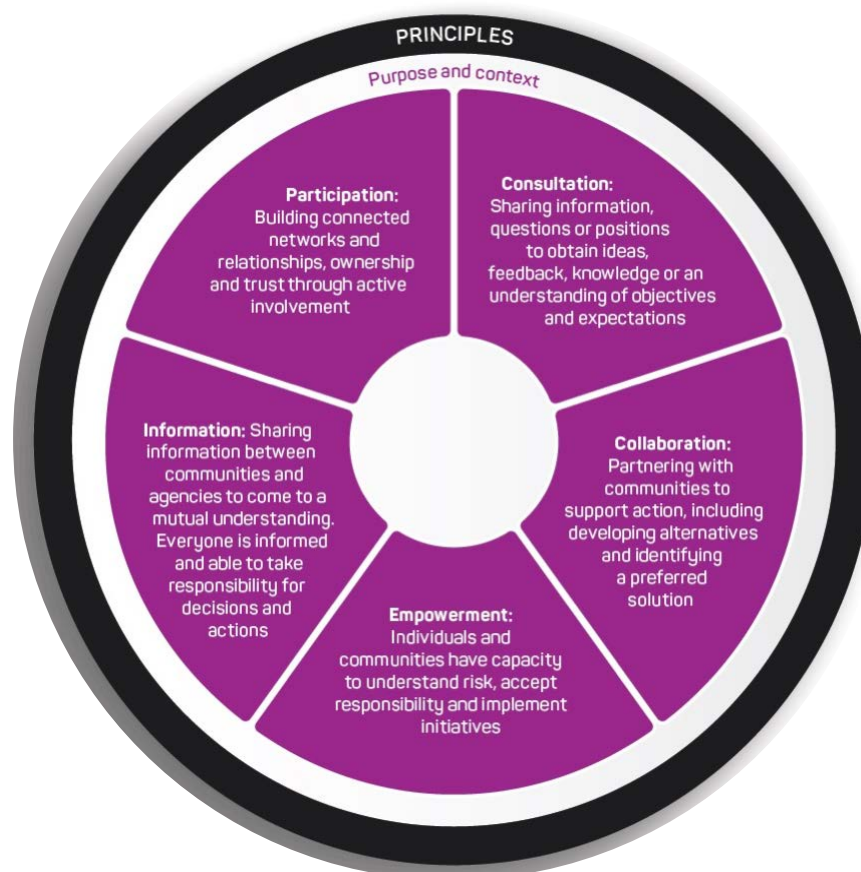 PRINCIPLES
Purpose and context
Participation:
Building connected
networks and
relationships, ownership
and trust through active
involvement
Consultation:
Sharing information,
questions or positions
to obtain ideas,
feedback, knowledge or an
understanding of objectives
and expectations
Collaboration:
Partnering with
communities to
support action, including
developing alternatives
and identifying
a preferred
solution
Empowerment:
Individuals and
communities have capacity
to understand risk, accept
responsibility and implement
initiatives
Information: Sharing
information between
communities and
agencies to come to a
mutual understanding.
Everyone is informed
and able to take
responsibility for
decisions and
actions